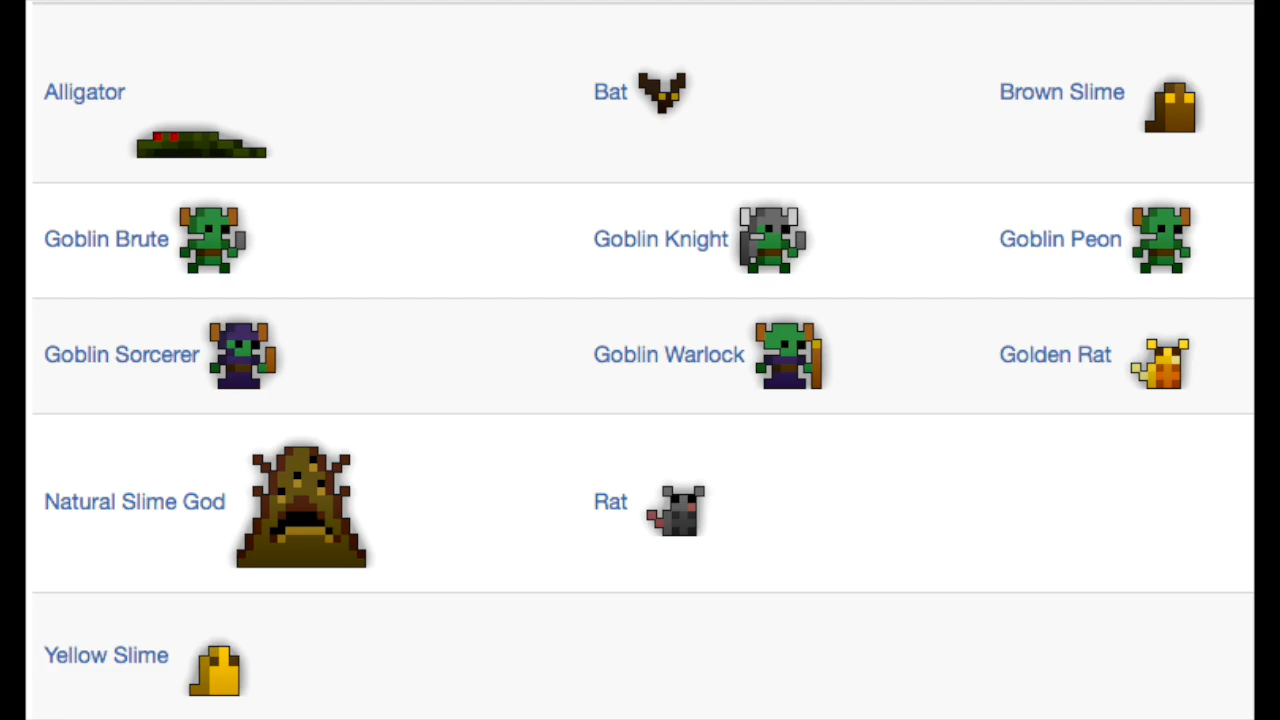 Alligator
Bat
Brown Slime
Goblin Brute
Goblin Knight
Goblin Peon
Goblin Sorcerer
Goblin Warlock
Golden Rat
Natural Slime God
Rat
Yellow Slime